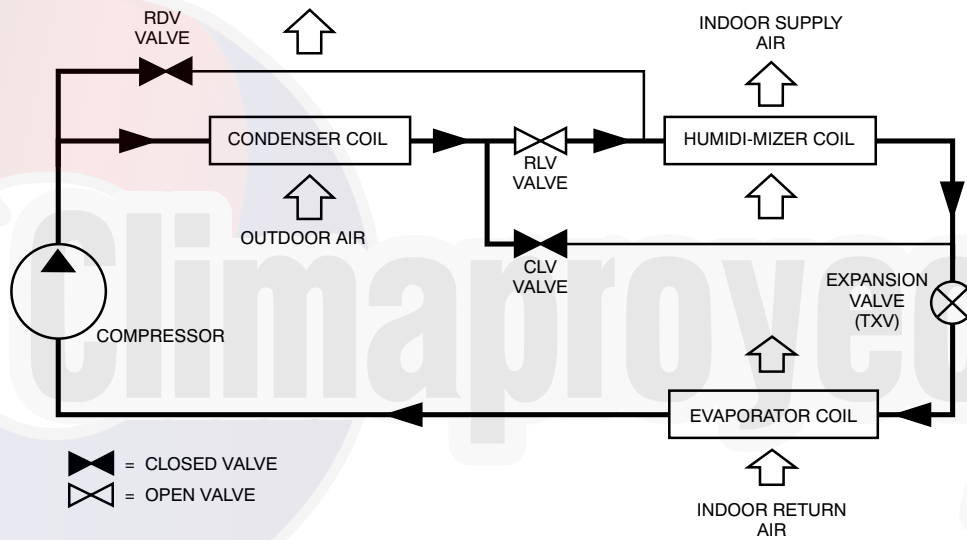 RDV
VALVE
INDOOR SUPPLY
AIR
CONDENSER COIL
RLV
VALVE
HUMIDI-MIZER COIL
OUTDOOR AIR
CLV
VALVE
EXPANSION
VALVE
(TXV)
COMPRESSOR
EVAPORATOR COIL
= CLOSED VALVE
= OPEN VALVE
INDOOR RETURN
AIR
Climaproyec